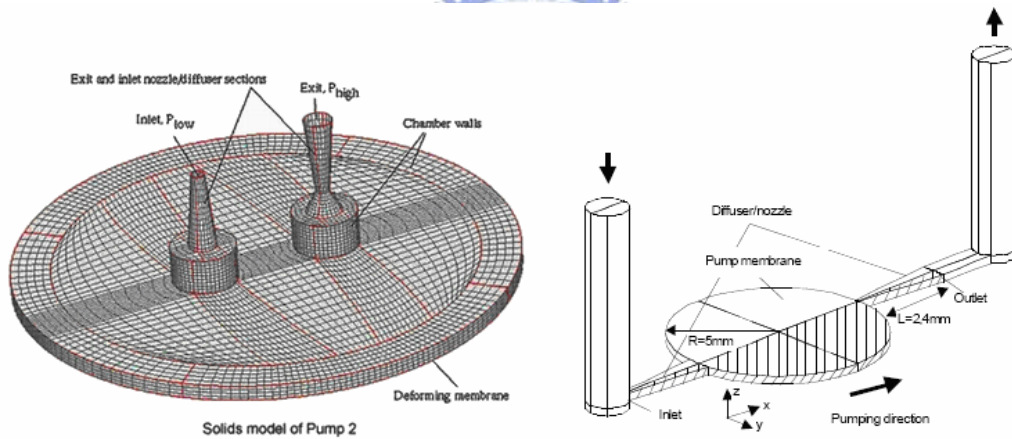 Exit and inlet nozzle/diffuser sections
Exit, Phigh
Inlet, Plow
Chamber walls
Deforming membrane
Solids model of Pump 2
Diffuser/nozzle
Pump membrane
Outlet
L=2,4mm
R=5mm
Inlet
z
x
y
Pumping direction